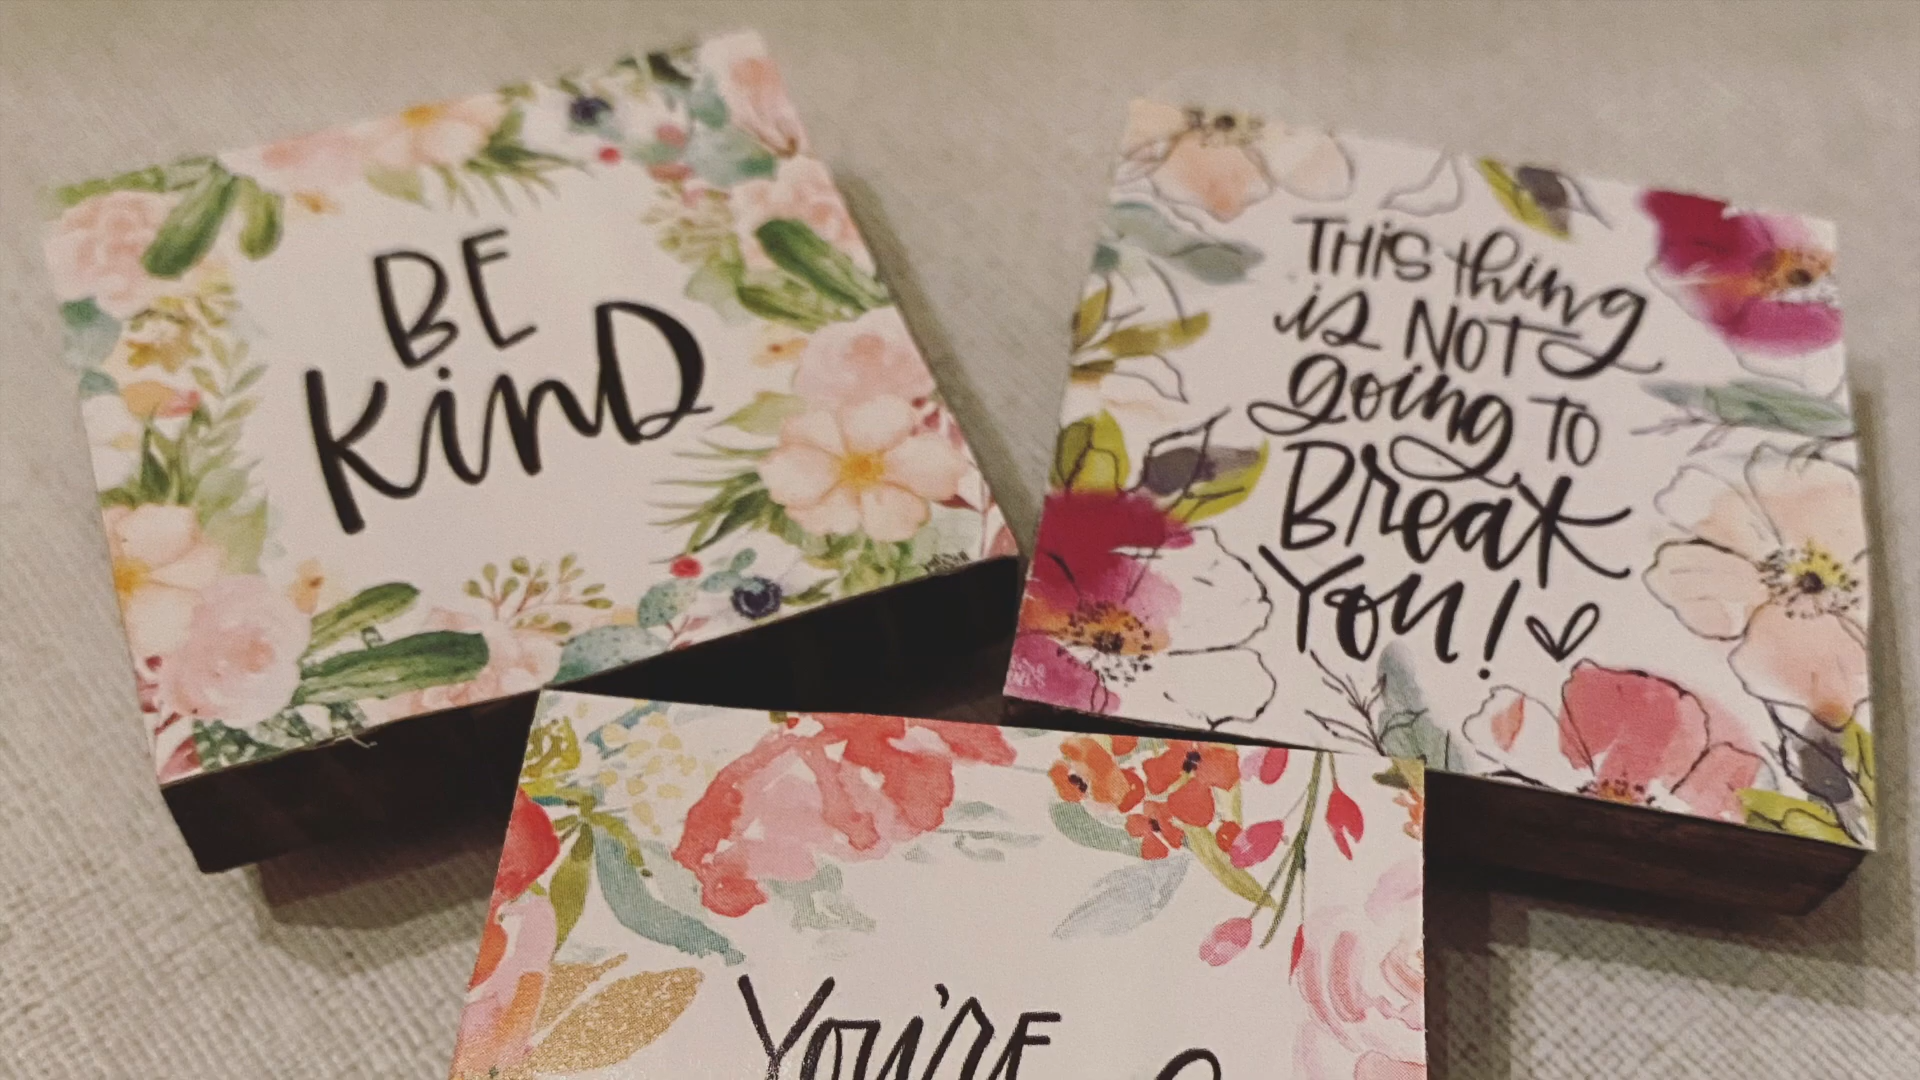 BE
KinD
THiS thing
is NOT
going TO
Break
You! ♡
You're